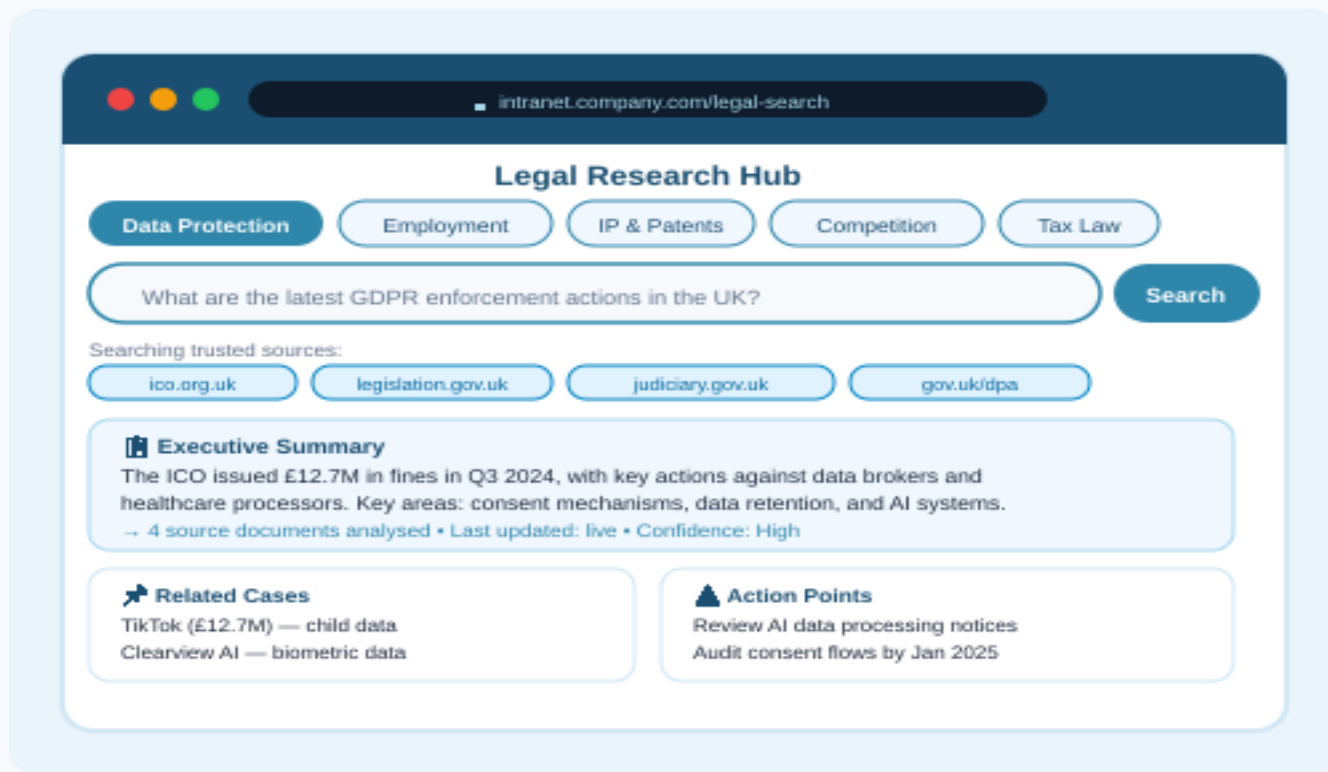 intranet.company.com/legal-search
Legal Research Hub
Data Protection Employment IP & Patents Competition Tax Law
What are the latest GDPR enforcement actions in the UK? Search
Searching trusted sources:
ico.org.uk legislation.gov.uk judiciary.gov.uk gov.uk/dpa
Executive Summary
The ICO issued £12.7M in fines in Q3 2024, with key actions against data brokers and
healthcare processors. Key areas: consent mechanisms, data retention, and AI systems.
→ 4 source documents analysed • Last updated: live • Confidence: High
Related Cases
TikTok (£12.7M) — child data
Clearview AI — biometric data
Action Points
Review AI data processing notices
Audit consent flows by Jan 2025